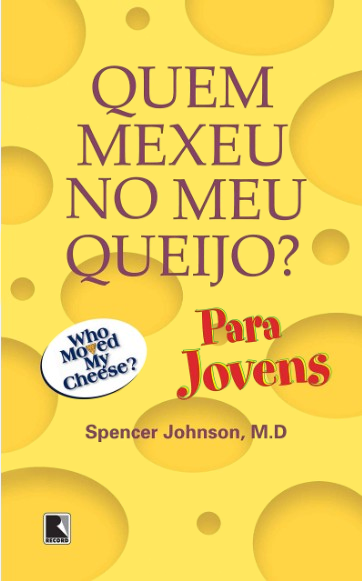 QUEM
MEXEU
NO MEU
QUEIJO?
Who
Moved
My
Cheese?
Para
Jovens
Spencer Johnson, M.D
RECORD